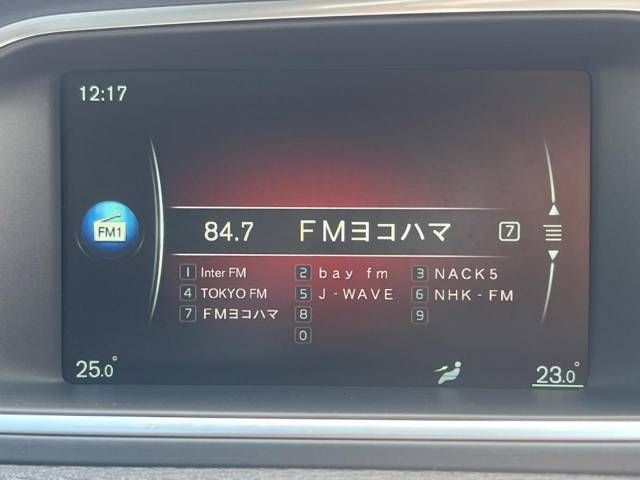 12:17
FM1
84.7 FMヨコハマ 7
1 Inter FM 2 bay fm 3 NACK5
4 TOKYO FM 5 J-WAVE 6 NHK-FM
7 FMヨコハマ 8 9
0
25.0° 23.0°